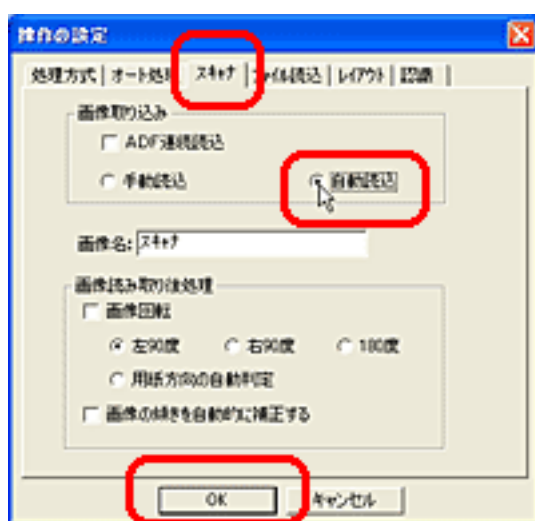 操作の設定
処理方式 オート処理 スキャナ ファイル読込 レイアウト 認識
画像取り込み
ADF連続読込
手動読込 自動読込
画像名: スキャナ
画像読み取り後処理
画像回転
左90度 右90度 180度
用紙方向の自動判定
画像の傾きを自動的に補正する
OK キャンセル